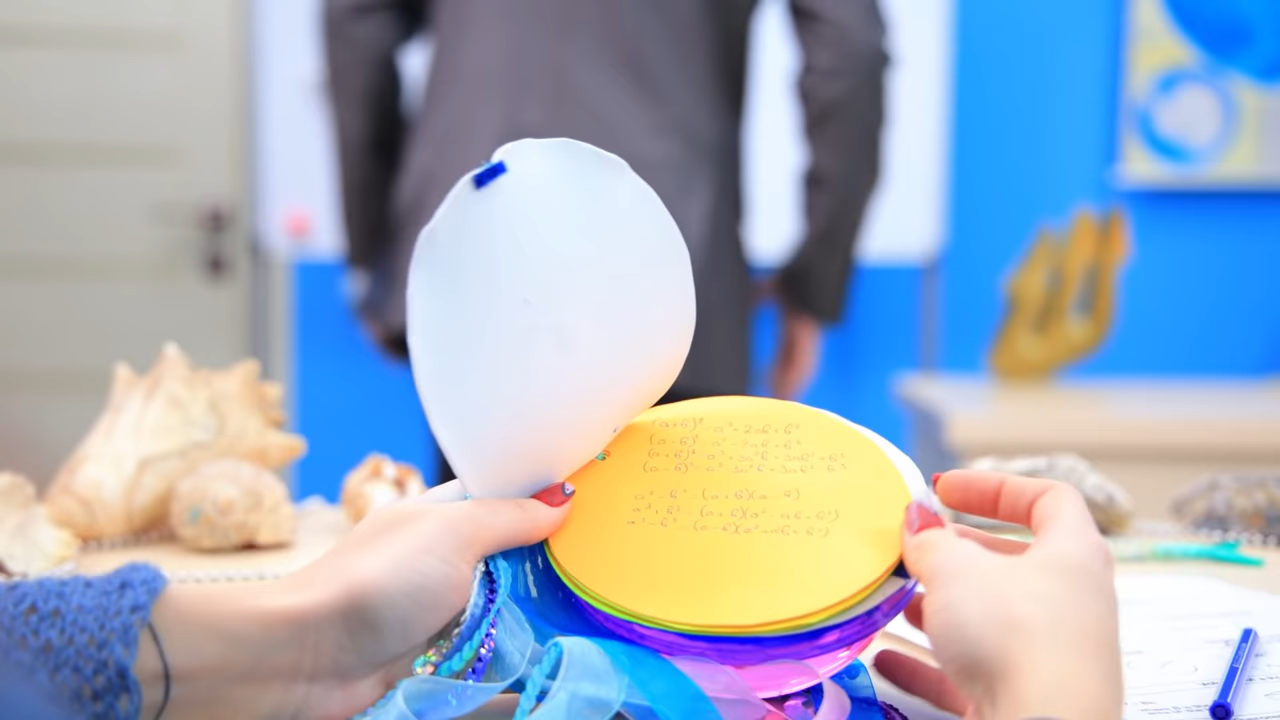 (a+b)² = a² + 2ab + b²
(a-b)² = a² - 2ab + b²
(a+b)³ = a³ + 3a²b + 3ab² + b³
(a-b)³ = a³ - 3a²b + 3ab² - b³
a² - b² = (a+b)(a-b)
a³ + b³ = (a+b)(a² - ab + b²)
a³ - b³ = (a-b)(a² + ab + b²)